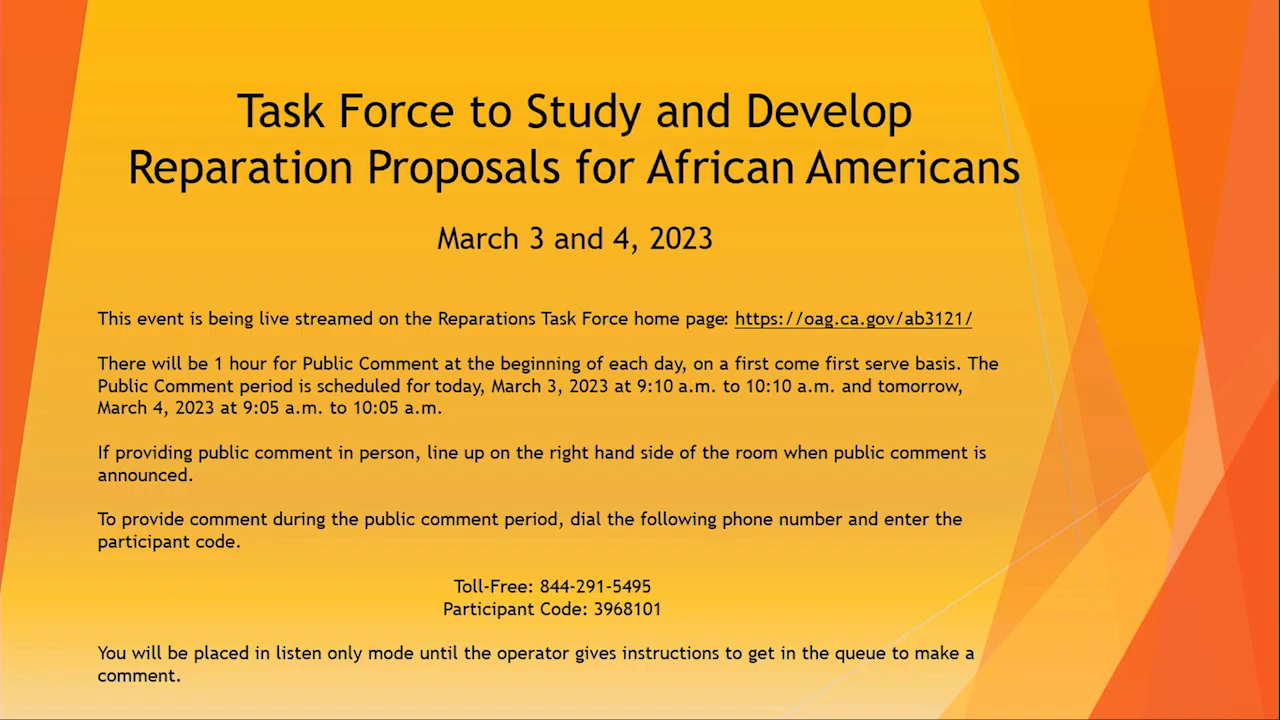 Task Force to Study and Develop
Reparation Proposals for African Americans
March 3 and 4, 2023
This event is being live streamed on the Reparations Task Force home page: https://oag.ca.gov/ab3121/
There will be 1 hour for Public Comment at the beginning of each day, on a first come first serve basis. The
Public Comment period is scheduled for today, March 3, 2023 at 9:10 a.m. to 10:10 a.m. and tomorrow,
March 4, 2023 at 9:05 a.m. to 10:05 a.m.
If providing public comment in person, line up on the right hand side of the room when public comment is
announced.
To provide comment during the public comment period, dial the following phone number and enter the
participant code.
Toll-Free: 844-291-5495
Participant Code: 3968101
You will be placed in listen only mode until the operator gives instructions to get in the queue to make a
comment.